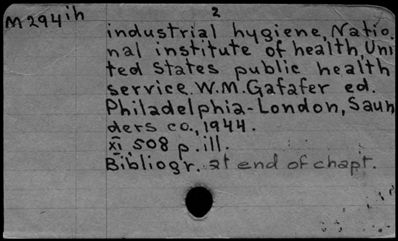 M294ih
2
industrial hygiene, Natio
nal institute of health, Uni
ted States public health
service. W.M. Gafafer ed.
Philadelphia-London, Saun
ders co., 1944.
XI, 508 p. ill.
Bibliogr. at end of chapt.